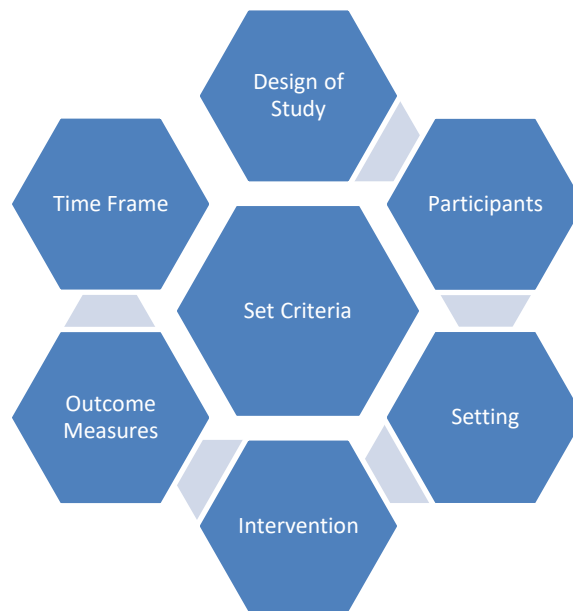 Design of
Study
Participants
Setting
Intervention
Outcome
Measures
Time Frame
Set Criteria